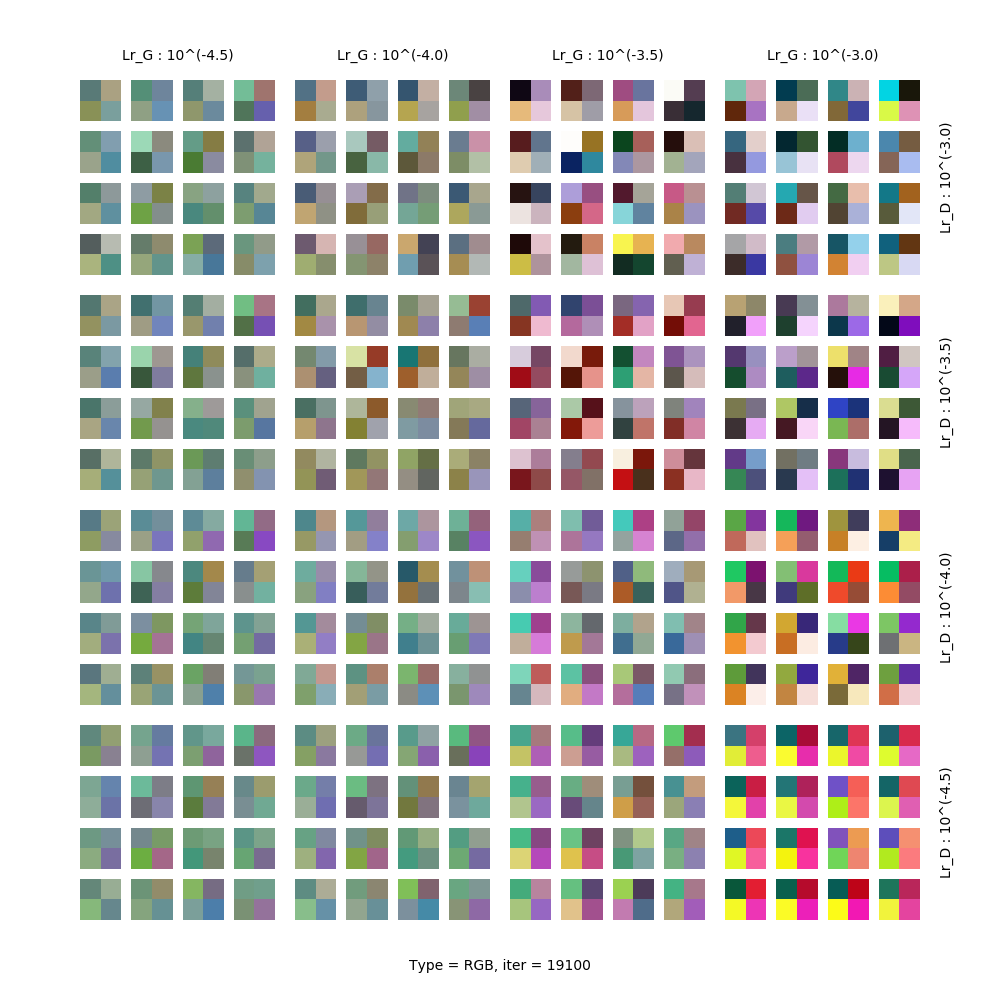 Lr_G : 10^(-4.5)
Lr_G : 10^(-4.0)
Lr_G : 10^(-3.5)
Lr_G : 10^(-3.0)
Lr_D : 10^(-3.0)
Lr_D : 10^(-3.5)
Lr_D : 10^(-4.0)
Lr_D : 10^(-4.5)
Type = RGB, iter = 19100